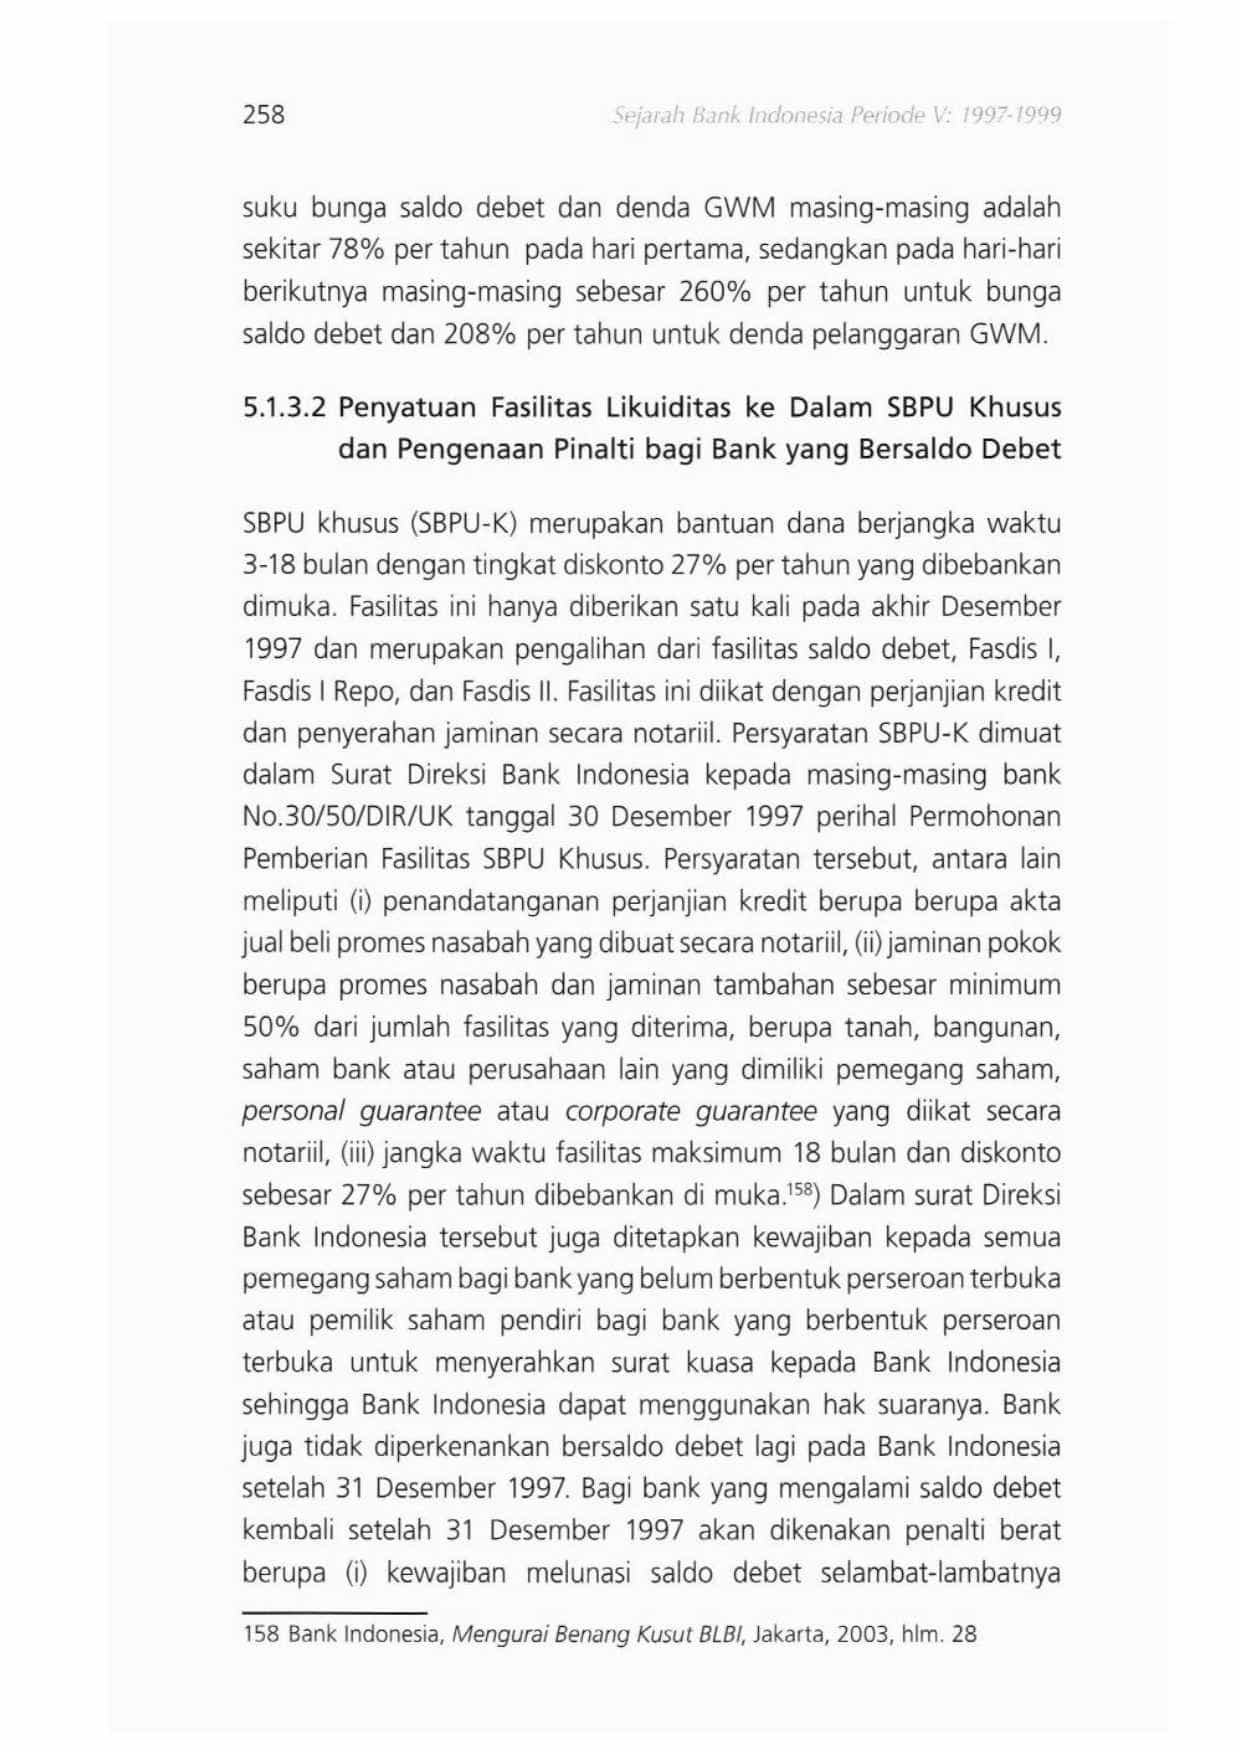 258
Sejarah Bank Indonesia Periode V: 1997-1999
suku bunga saldo debet dan denda GWM masing-masing adalah
sekitar 78% per tahun pada hari pertama, sedangkan pada hari-hari
berikutnya masing-masing sebesar 260% per tahun untuk bunga
saldo debet dan 208% per tahun untuk denda pelanggaran GWM.
5.1.3.2 Penyatuan Fasilitas Likuiditas ke Dalam SBPU Khusus
dan Pengenaan Pinalti bagi Bank yang Bersaldo Debet
SBPU khusus (SBPU-K) merupakan bantuan dana berjangka waktu
3-18 bulan dengan tingkat diskonto 27% per tahun yang dibebankan
dimuka. Fasilitas ini hanya diberikan satu kali pada akhir Desember
1997 dan merupakan pengalihan dari fasilitas saldo debet, Fasdis I,
Fasdis I Repo, dan Fasdis II. Fasilitas ini diikat dengan perjanjian kredit
dan penyerahan jaminan secara notariil. Persyaratan SBPU-K dimuat
dalam Surat Direksi Bank Indonesia kepada masing-masing bank
No.30/50/DIR/UK tanggal 30 Desember 1997 perihal Permohonan
Pemberian Fasilitas SBPU Khusus. Persyaratan tersebut, antara lain
meliputi (i) penandatanganan perjanjian kredit berupa berupa akta
jual beli promes nasabah yang dibuat secara notariil, (ii) jaminan pokok
berupa promes nasabah dan jaminan tambahan sebesar minimum
50% dari jumlah fasilitas yang diterima, berupa tanah, bangunan,
saham bank atau perusahaan lain yang dimiliki pemegang saham,
personal guarantee atau corporate guarantee yang diikat secara
notariil, (iii) jangka waktu fasilitas maksimum 18 bulan dan diskonto
sebesar 27% per tahun dibebankan di muka.158) Dalam surat Direksi
Bank Indonesia tersebut juga ditetapkan kewajiban kepada semua
pemegang saham bagi bank yang belum berbentuk perseroan terbuka
atau pemilik saham pendiri bagi bank yang berbentuk perseroan
terbuka untuk menyerahkan surat kuasa kepada Bank Indonesia
sehingga Bank Indonesia dapat menggunakan hak suaranya. Bank
juga tidak diperkenankan bersaldo debet lagi pada Bank Indonesia
setelah 31 Desember 1997. Bagi bank yang mengalami saldo debet
kembali setelah 31 Desember 1997 akan dikenakan penalti berat
berupa (i) kewajiban melunasi saldo debet selambat-lambatnya
158 Bank Indonesia, Mengurai Benang Kusut BLBI, Jakarta, 2003, hlm. 28